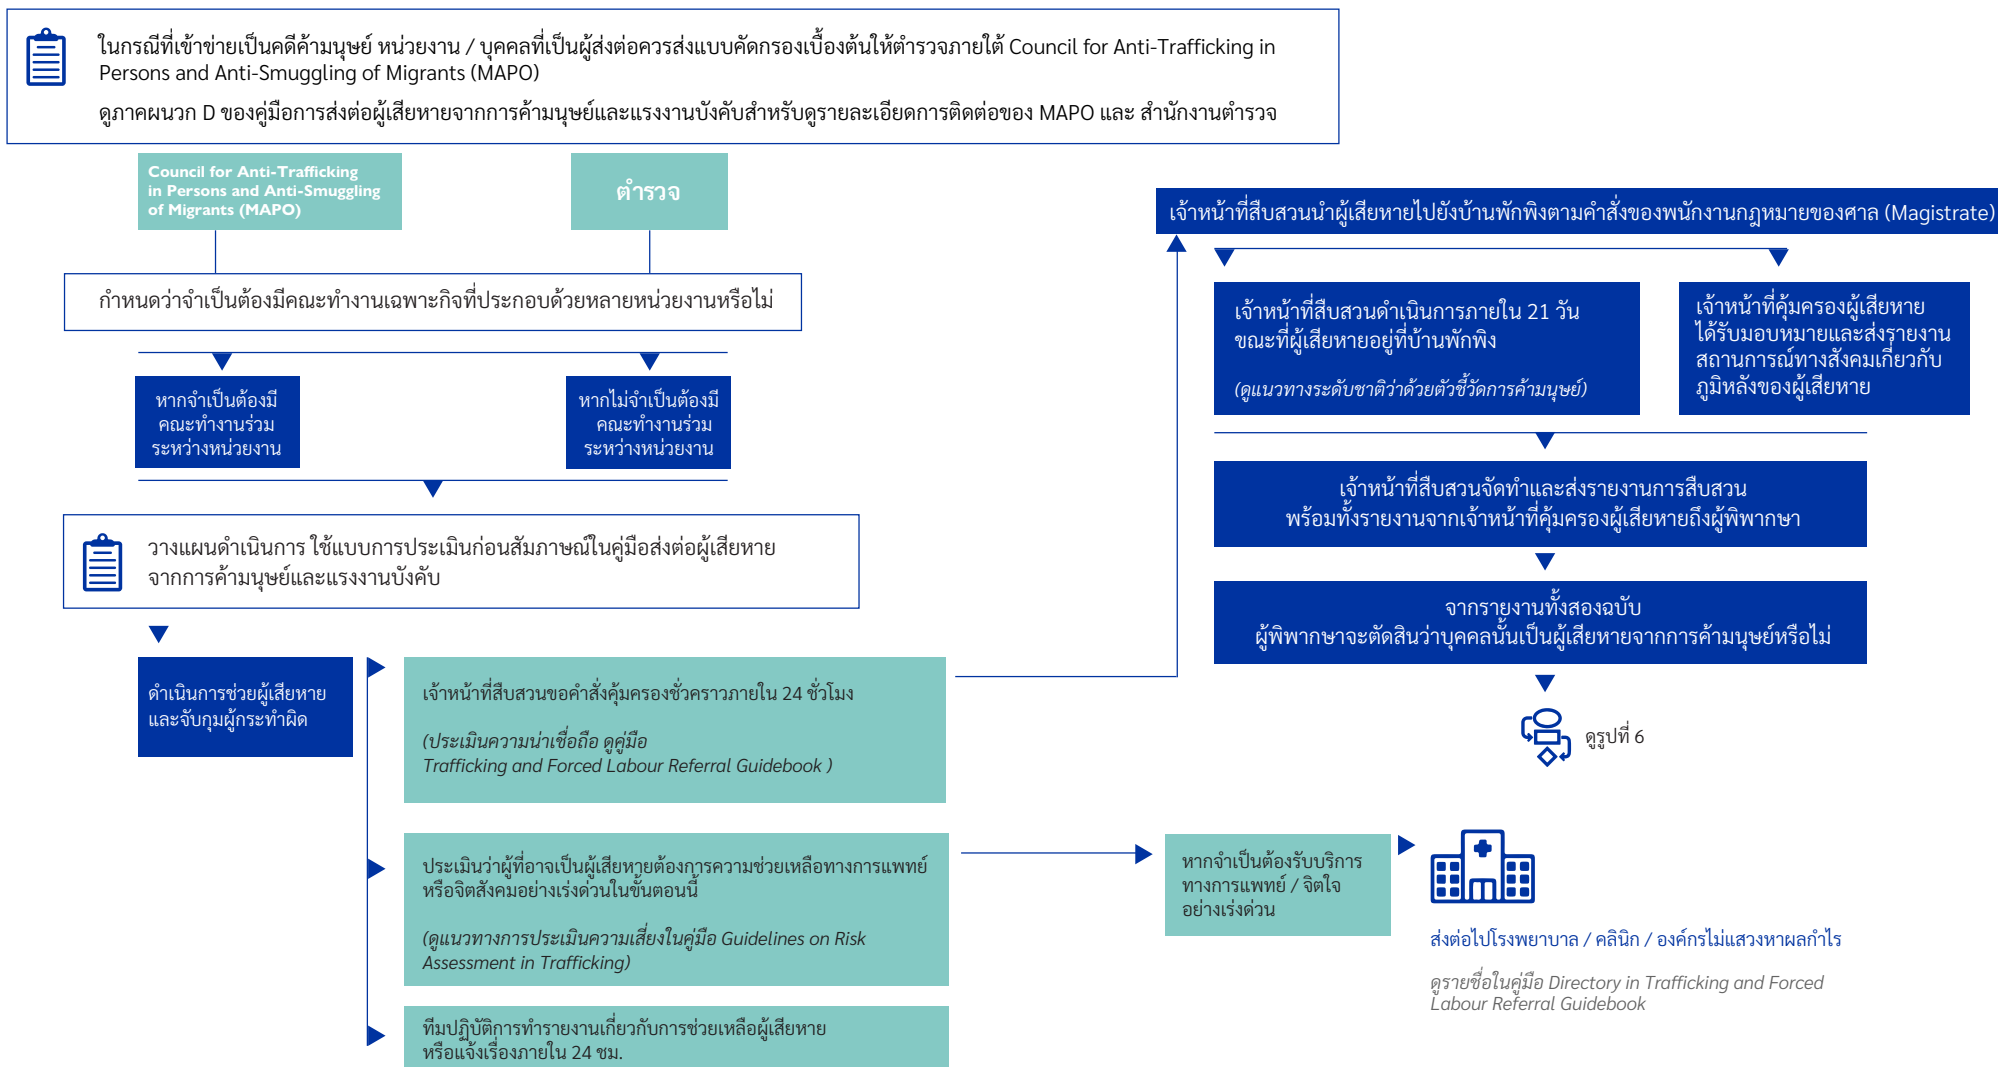 ในกรณีที่เข้าข่ายเป็นคดีค้ามนุษย์ หน่วยงาน / บุคคลที่เป็นผู้ส่งต่อควรส่งแบบคัดกรองเบื้องต้นให้ตำรวจภายใต้ Council for Anti-Trafficking in
Persons and Anti-Smuggling of Migrants (MAPO)
ดูภาคผนวก D ของคู่มือการส่งต่อผู้เสียหายจากการค้ามนุษย์และแรงงานบังคับสำหรับดูรายละเอียดการติดต่อของ MAPO และ สำนักงานตำรวจ
Council for Anti-Trafficking
in Persons and Anti-Smuggling
of Migrants (MAPO)
ตำรวจ
กำหนดว่าจำเป็นต้องมีคณะทำงานเฉพาะกิจที่ประกอบด้วยหลายหน่วยงานหรือไม่
หากจำเป็นต้องมี
คณะทำงานร่วม
ระหว่างหน่วยงาน
หากไม่จำเป็นต้องมี
คณะทำงานร่วม
ระหว่างหน่วยงาน
วางแผนดำเนินการ ใช้แบบการประเมินก่อนสัมภาษณ์ในคู่มือส่งต่อผู้เสียหาย
จากการค้ามนุษย์และแรงงานบังคับ
ดำเนินการช่วยผู้เสียหาย
และจับกุมผู้กระทำผิด
เจ้าหน้าที่สืบสวนขอคำสั่งคุ้มครองชั่วคราวภายใน 24 ชั่วโมง
(ประเมินความน่าเชื่อถือ ดูคู่มือ
Trafficking and Forced Labour Referral Guidebook )
ประเมินว่าผู้ที่อาจเป็นผู้เสียหายต้องการความช่วยเหลือทางการแพทย์
หรือจิตสังคมอย่างเร่งด่วนในขั้นตอนนี้
(ดูแนวทางการประเมินความเสี่ยงในคู่มือ Guidelines on Risk
Assessment in Trafficking)
ทีมปฏิบัติการทำรายงานเกี่ยวกับการช่วยเหลือผู้เสียหาย
หรือแจ้งเรื่องภายใน 24 ชม.
เจ้าหน้าที่สืบสวนนำผู้เสียหายไปยังบ้านพักพิงตามคำสั่งของพนักงานกฎหมายของศาล (Magistrate)
เจ้าหน้าที่สืบสวนดำเนินการภายใน 21 วัน
ขณะที่ผู้เสียหายอยู่ที่บ้านพักพิง
(ดูแนวทางระดับชาติว่าด้วยตัวชี้วัดการค้ามนุษย์)
เจ้าหน้าที่คุ้มครองผู้เสียหาย
ได้รับมอบหมายและส่งรายงาน
สถานการณ์ทางสังคมเกี่ยวกับ
ภูมิหลังของผู้เสียหาย
เจ้าหน้าที่สืบสวนจัดทำและส่งรายงานการสืบสวน
พร้อมทั้งรายงานจากเจ้าหน้าที่คุ้มครองผู้เสียหายถึงผู้พิพากษา
จากรายงานทั้งสองฉบับ
ผู้พิพากษาจะตัดสินว่าบุคคลนั้นเป็นผู้เสียหายจากการค้ามนุษย์หรือไม่
ดูรูปที่ 6
หากจำเป็นต้องรับบริการ
ทางการแพทย์ / จิตใจ
อย่างเร่งด่วน
ส่งต่อไปโรงพยาบาล / คลินิก / องค์กรไม่แสวงหาผลกำไร
ดูรายชื่อในคู่มือ Directory in Trafficking and Forced
Labour Referral Guidebook